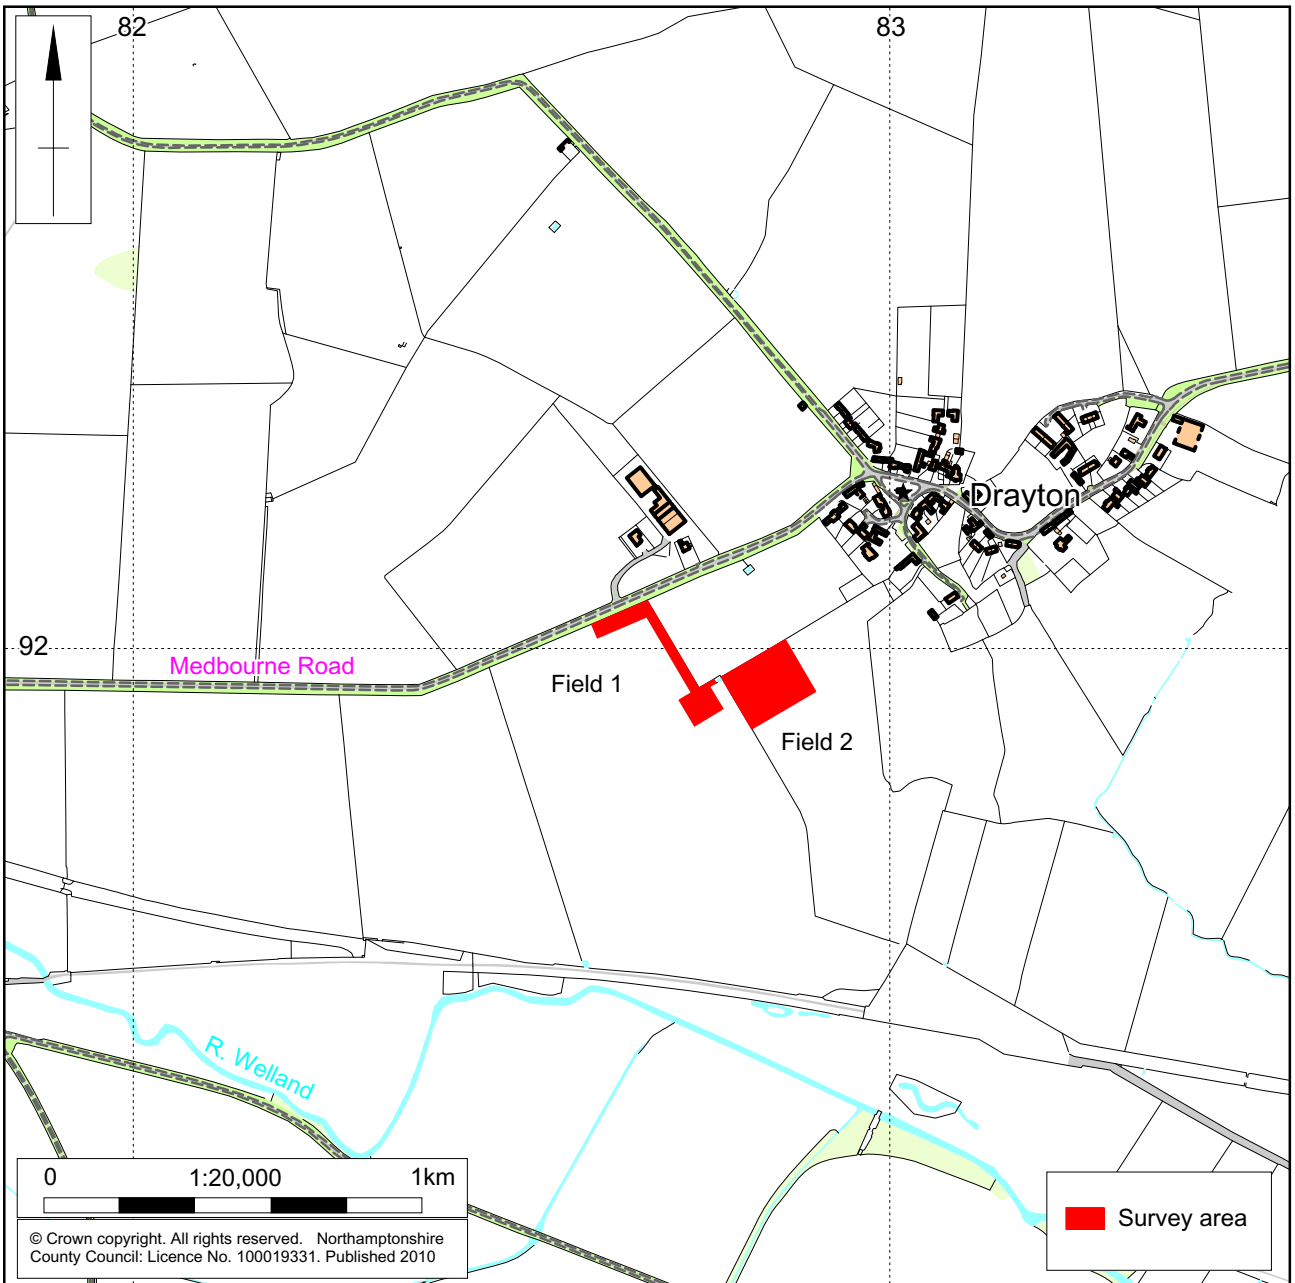 82
83
Drayton
92
Medbourne Road
Field 1
Field 2
R. Welland
0 1:20,000 1km
© Crown copyright. All rights reserved. Northamptonshire
County Council: Licence No. 100019331. Published 2010
Survey area